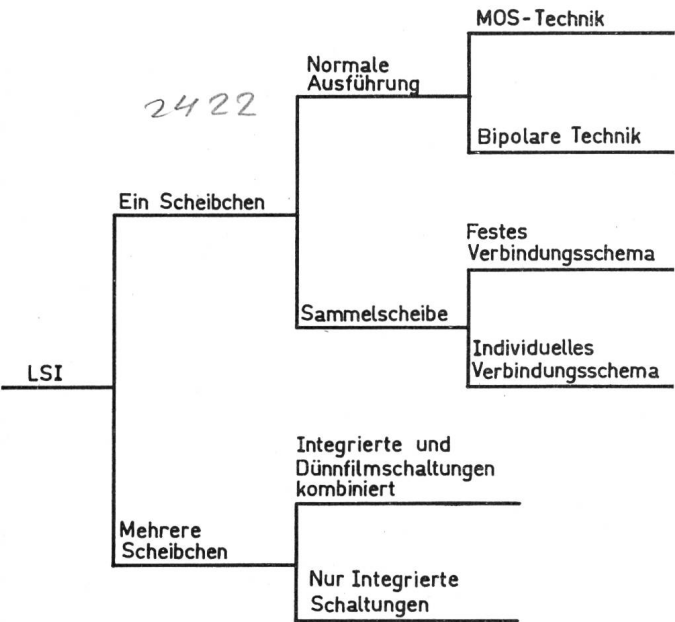 MOS-Technik
Normale
Ausführung
2422
Bipolare Technik
Ein Scheibchen
Festes
Verbindungsschema
Sammelscheibe
Individuelles
Verbindungsschema
LSI
Integrierte und
Dünnfilmschaltungen
kombiniert
Mehrere
Scheibchen
Nur Integrierte
Schaltungen